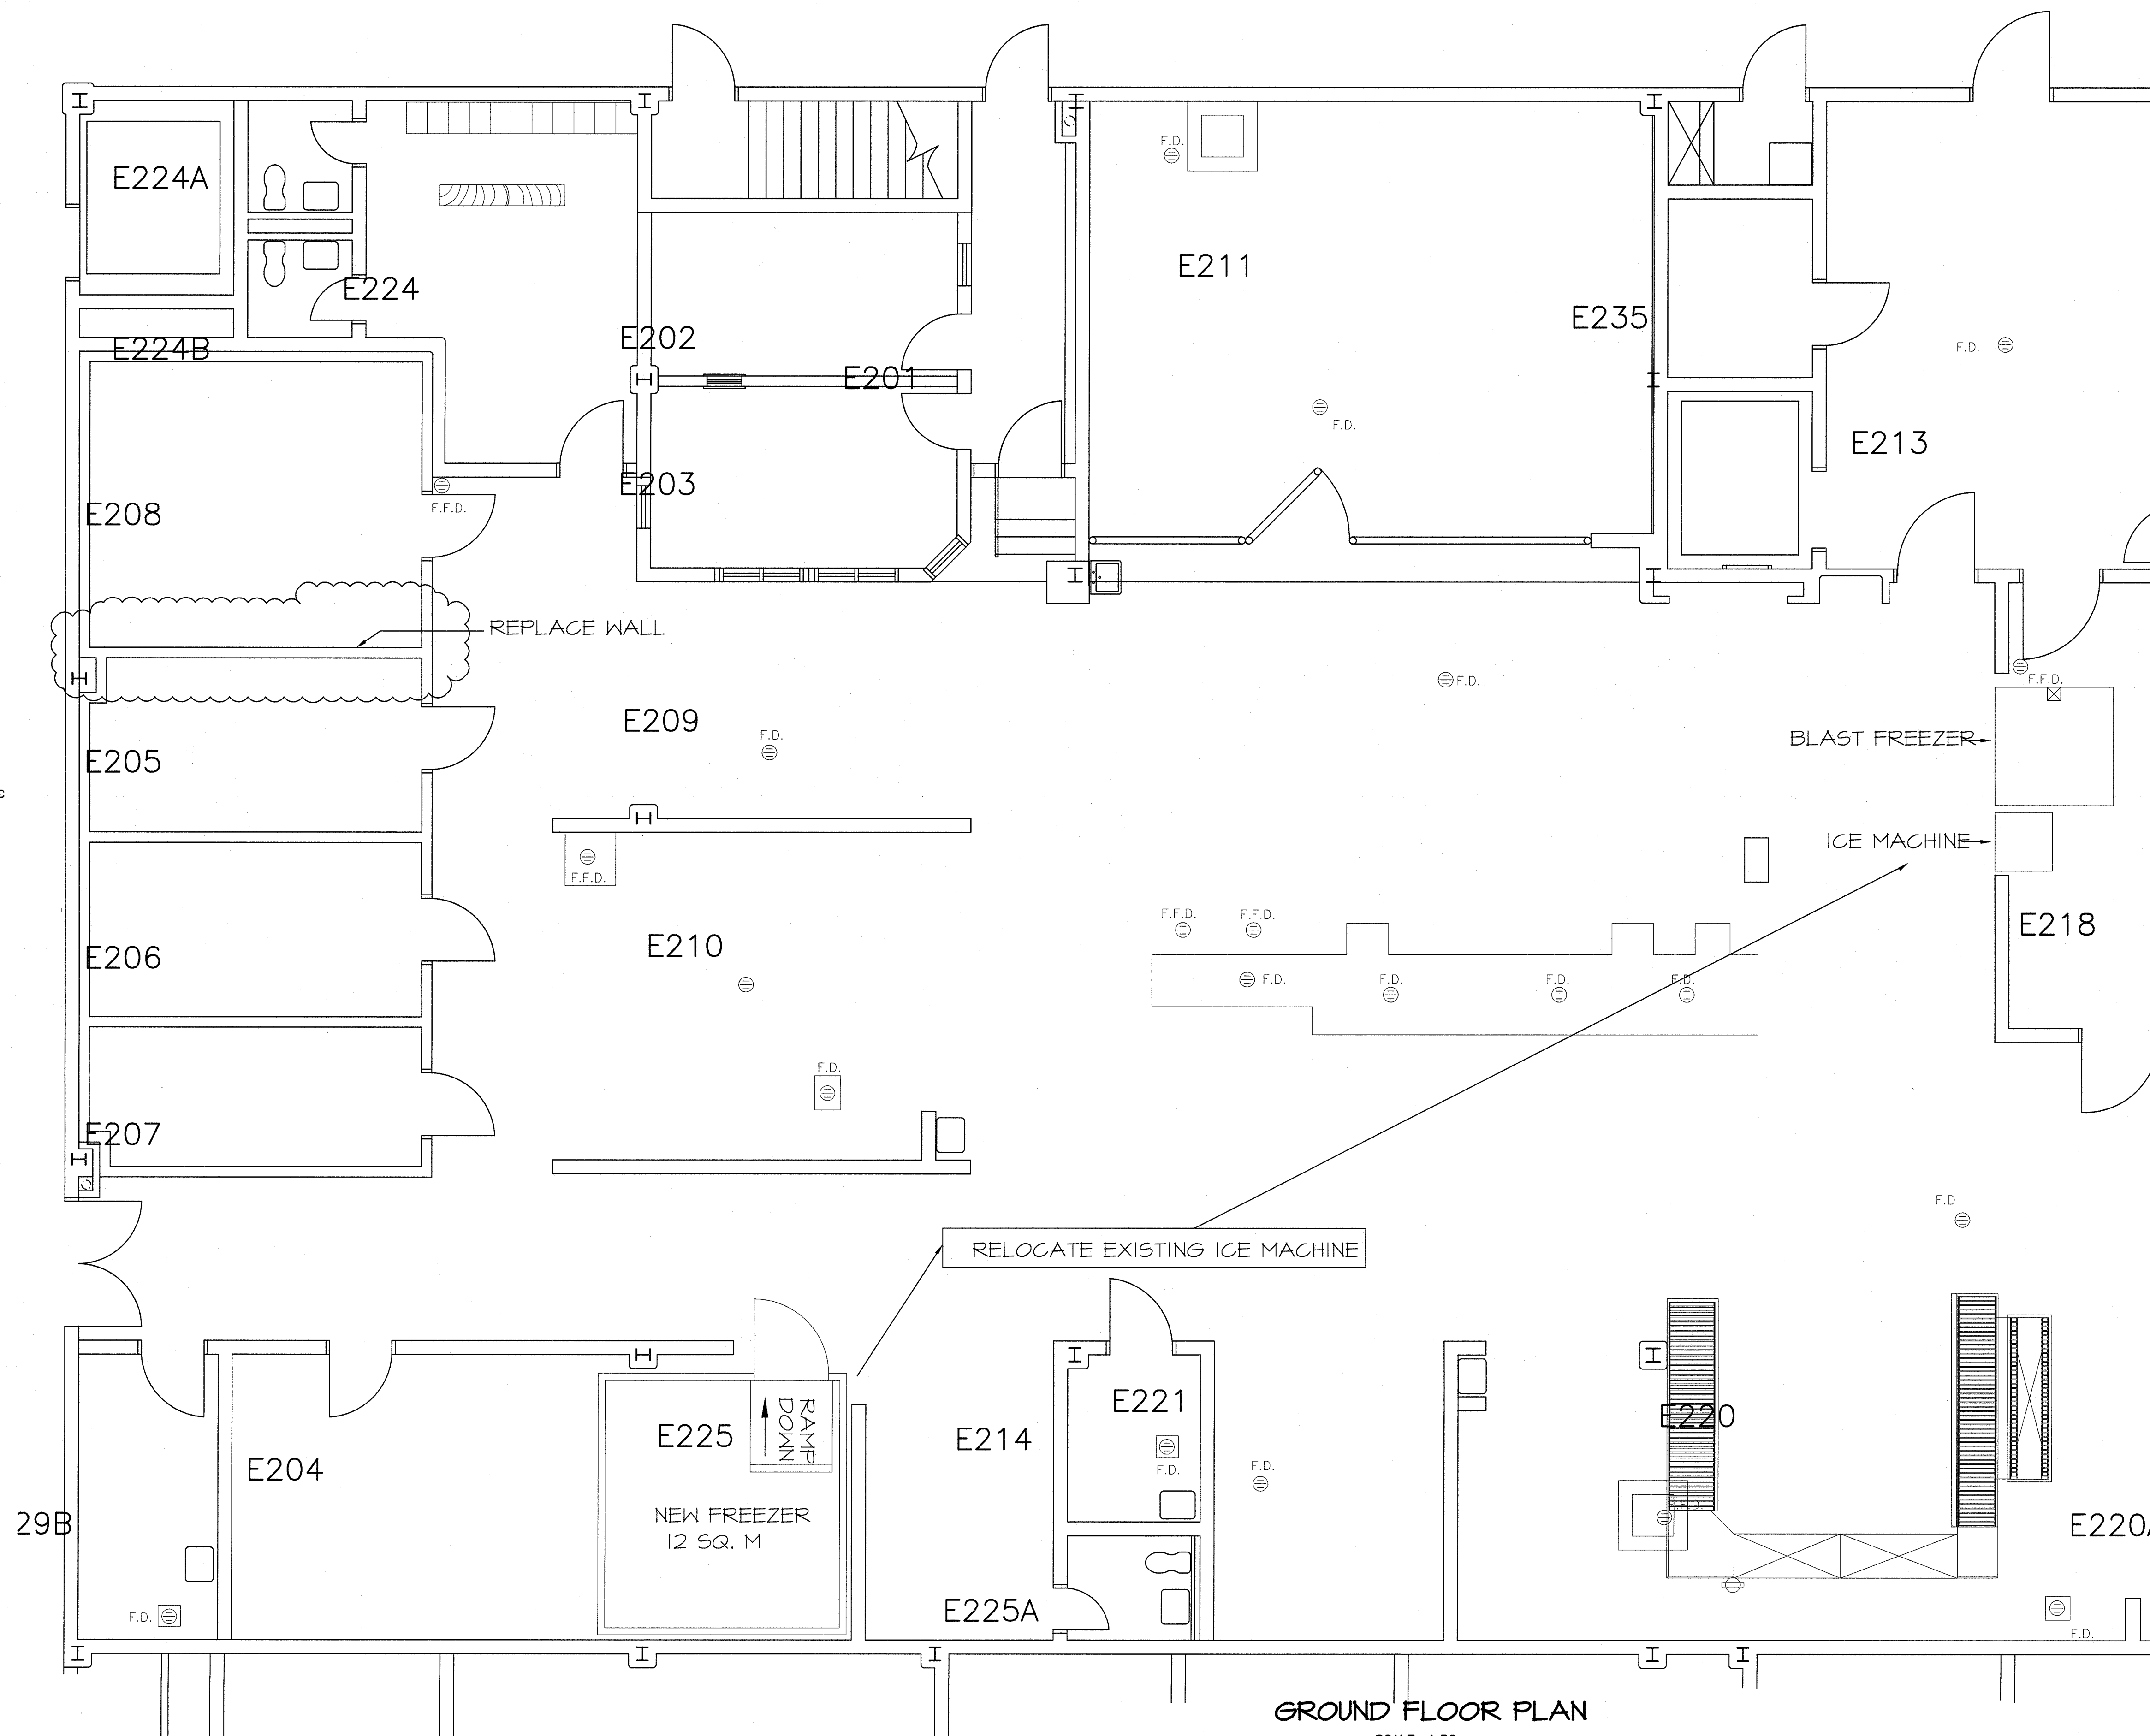 F.D.
E224A
E211
E224
E235
E202
F.D.
E224B
E201
F.D.
E213
E203
F.F.D.
E208
REPLACE WALL
F.D.
F.F.D.
E209
F.D.
BLAST FREEZER
E205
ICE MACHINE
F.F.D.
F.F.D.
F.F.D.
E218
E210
E206
F.D.
F.D.
F.D.
F.D.
F.D.
E207
F.D
RELOCATE EXISTING ICE MACHINE
E221
E220
RAMP
DOWN
E225
E214
F.D.
F.D.
E204
F.D.
NEW FREEZER
12 SQ. M
29B
E220A
E225A
F.D.
F.D.
GROUND FLOOR PLAN